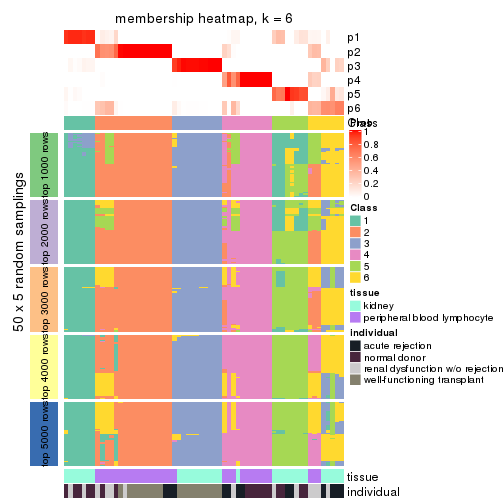 membership heatmap, k = 6
p1
p2
p3
p4
p5
p6
Class
Prob
1
0.8
0.6
0.4
0.2
0
Class
1
2
3
4
5
6
tissue
kidney
peripheral blood lymphocyte
individual
acute rejection
normal donor
renal dysfunction w/o rejection
well-functioning transplant
50 x 5 random samplings
top 1000 rows
top 2000 rows
top 3000 rows
top 4000 rows
top 5000 rows
tissue
individual